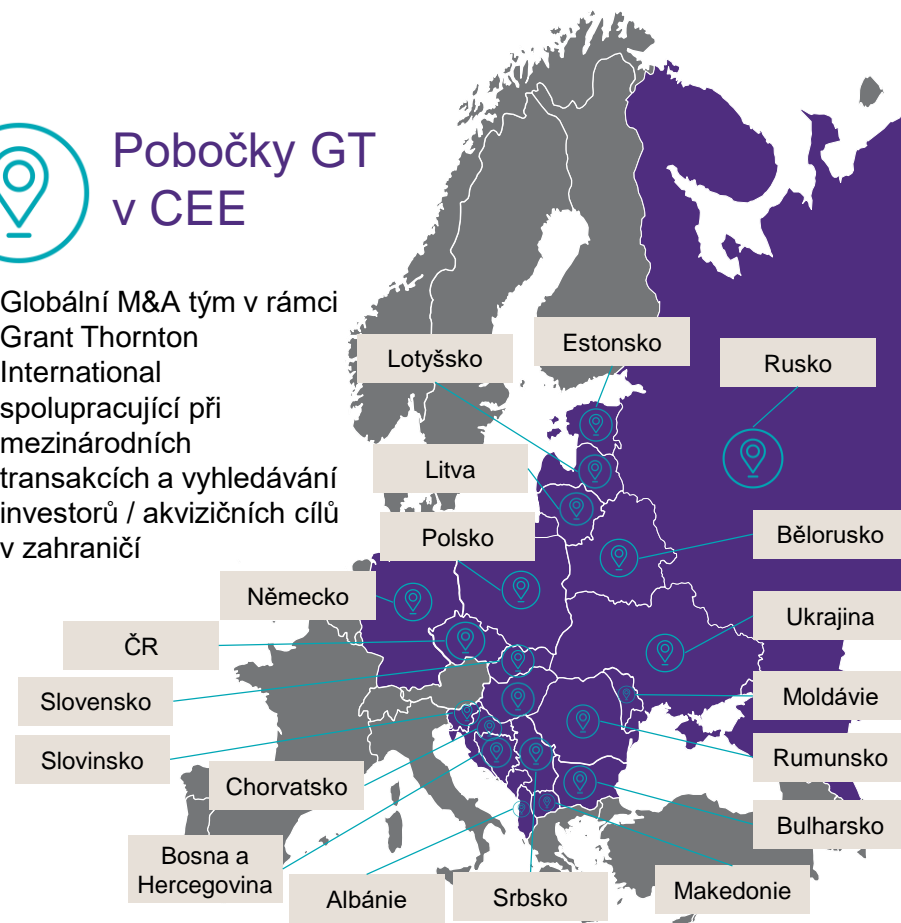 Pobočky GT
v CEE
Globální M&A tým v rámci
Grant Thornton
International
spolupracující při
mezinárodních
transakcích a vyhledávání
investorů / akvizičních cílů
v zahraničí
Estonsko
Lotyšsko
Rusko
Litva
Polsko
Bělorusko
Německo
Ukrajina
ČR
Slovensko
Moldávie
Slovinsko
Rumunsko
Chorvatsko
Bulharsko
Bosna a
Hercegovina
Albánie
Srbsko
Makedonie